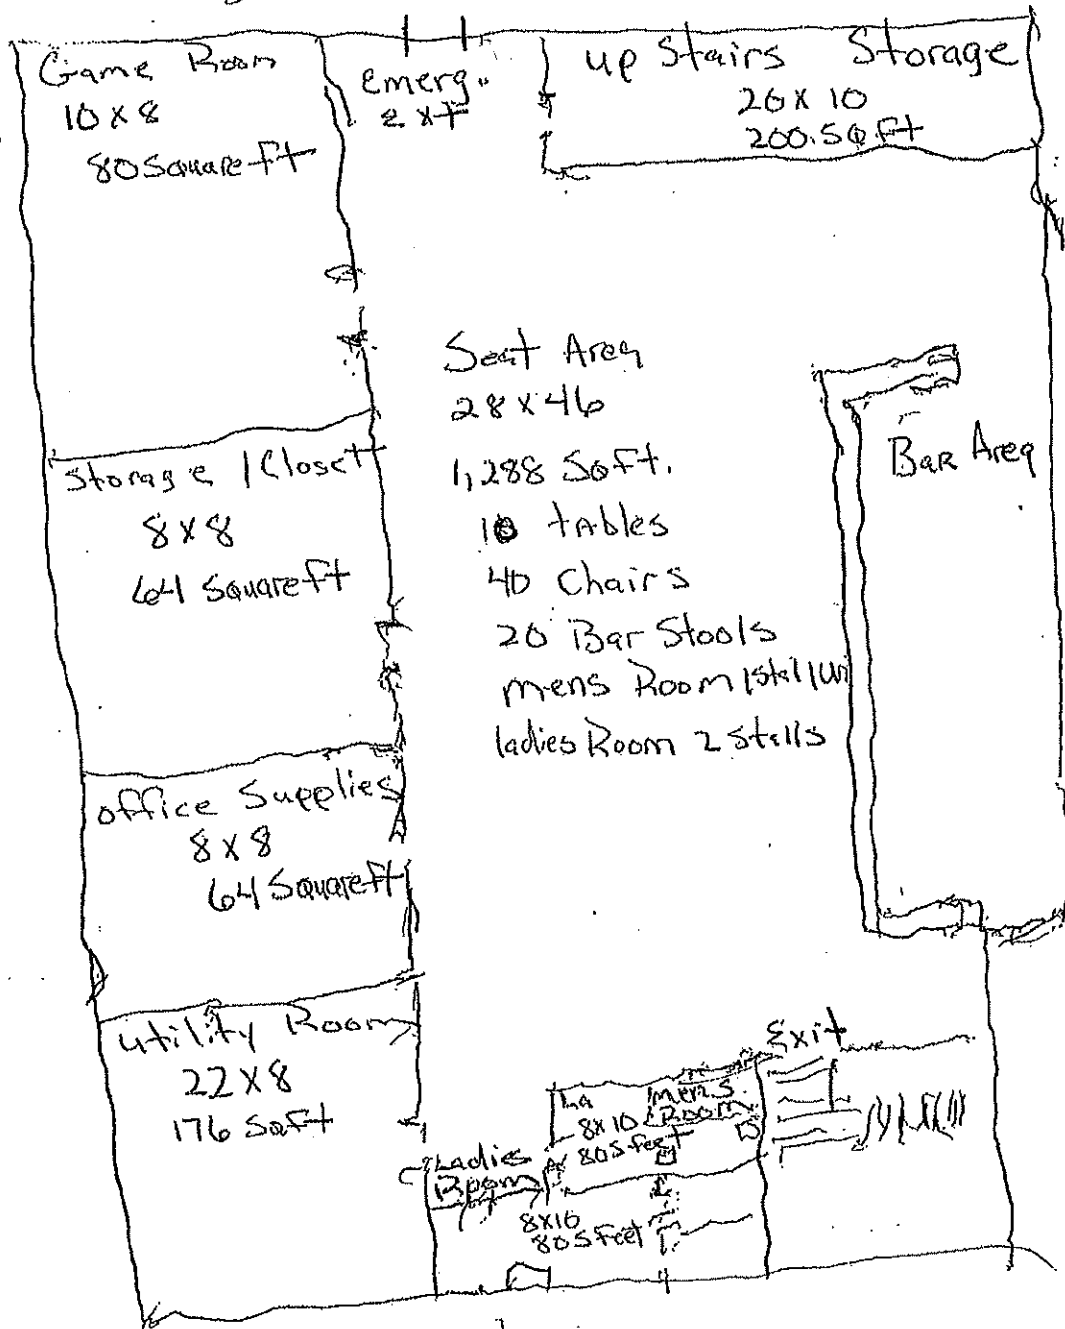 Game Room
10 x 8
80 Square ft
Emerg.
up Stairs Storage
20 x 10
200.SQ ft
Seat Area
28 x 46
1,288 SQ Ft.
10 tables
40 Chairs
20 Bar Stools
mens Room 1 Stall 1 Uri
ladies Room 2 Stalls
Bar Area
Storage / Closet
8 x 8
64 Square ft
office Supplies
8 x 8
64 Square ft
utility Room
22 x 8
176 Sqft
Ladies
Room
8x10
80 S Feet
Mens
8x10 Room
80 S feet
Exit